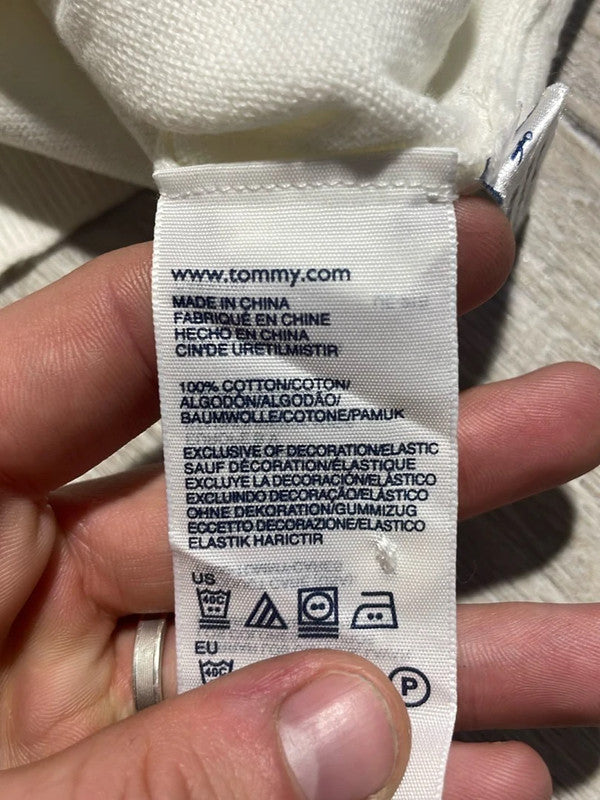 www.tommy.com
MADE IN CHINA
FABRIQUÉ EN CHINE
HECHO EN CHINA
CIN'DE URETILMISTIR
100% COTTON/COTON/
ALGODÓN/ALGODÃO/
BAUMWOLLE/COTONE/PAMUK
EXCLUSIVE OF DECORATION/ELASTIC
SAUF DÉCORATION/ÉLASTIQUE
EXCLUYE LA DECORACIÓN/ELÁSTICO
EXCLUINDO DECORAÇÃO/ELÁSTICO
OHNE DEKORATION/GUMMIZUG
ECCETTO DECORAZIONE/ELASTICO
ELASTIK HARICTIR
US
40C
EU
40C
P